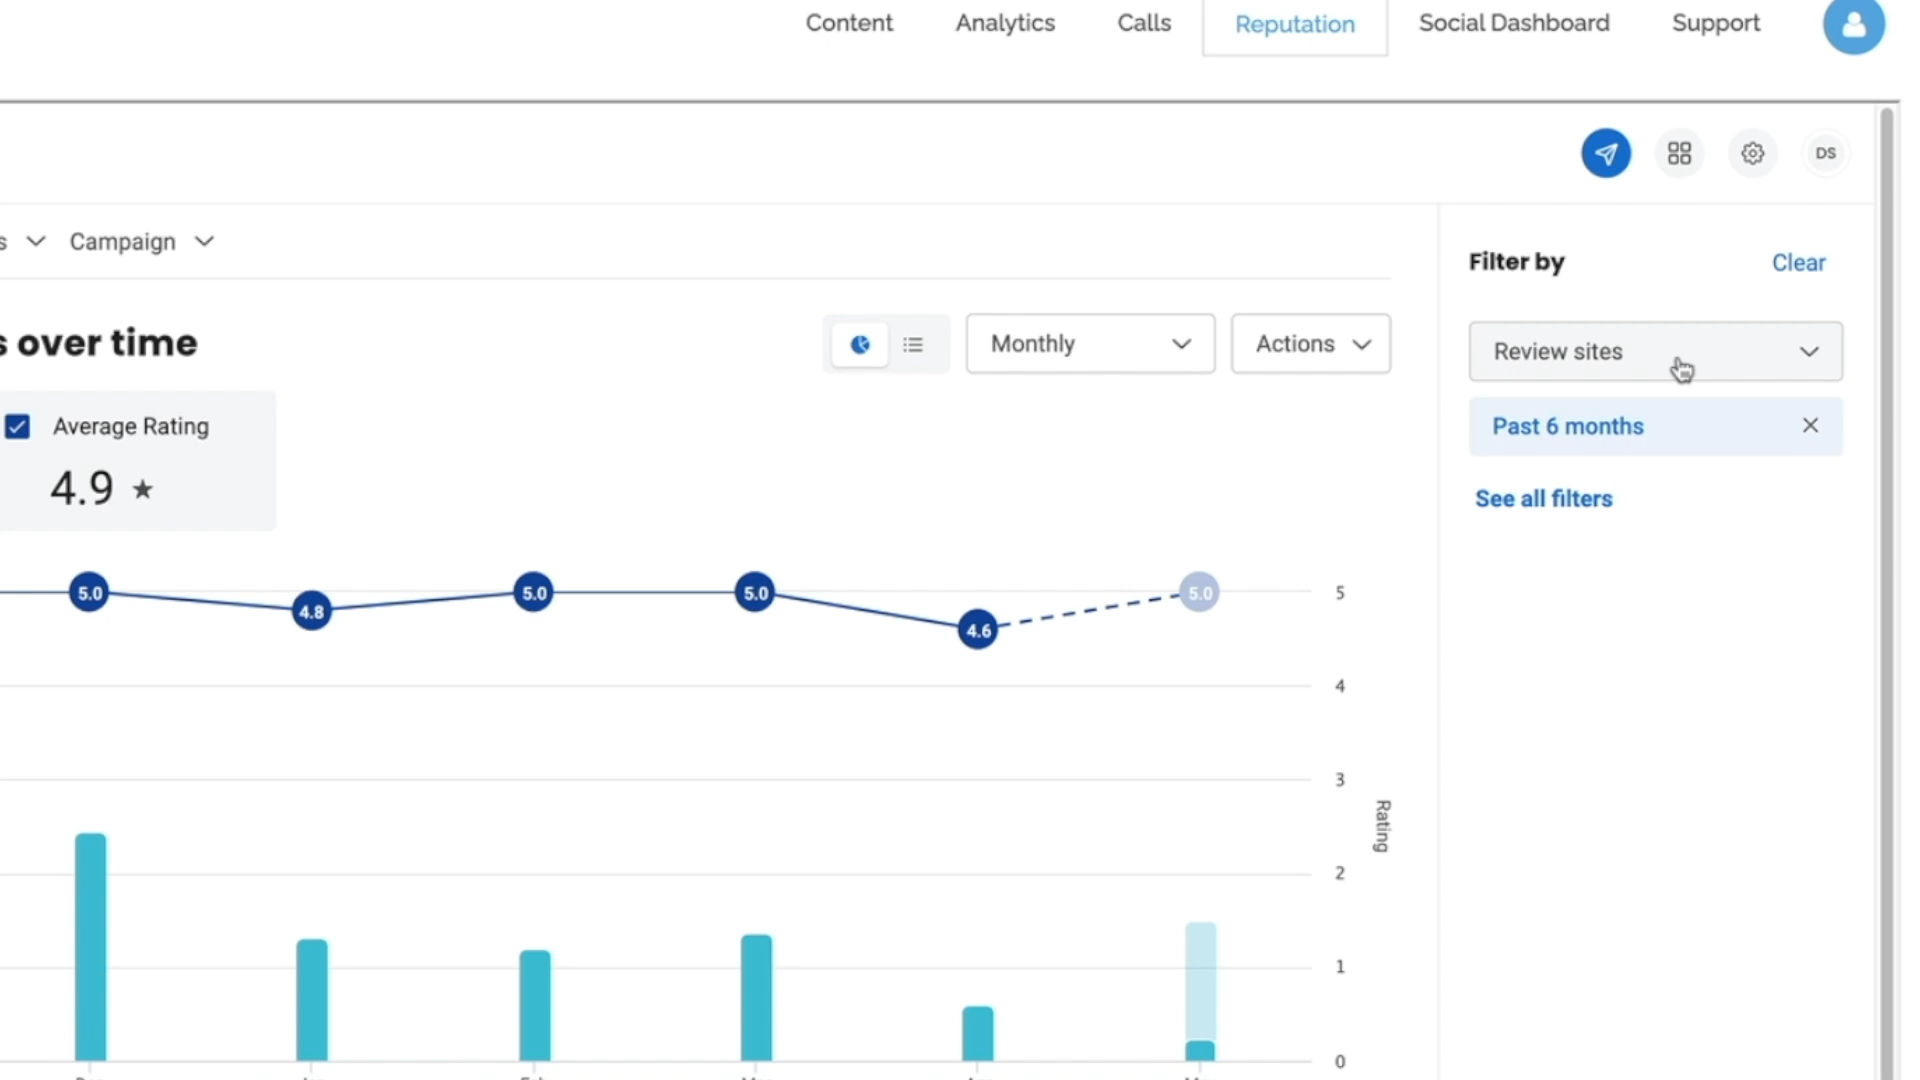 Content Analytics Calls Reputation Social Dashboard Support
DS
s Campaign
Filter by Clear
s over time
Monthly Actions
Review sites
Average Rating
Past 6 months
4.9 ★
See all filters
5.0 4.8 5.0 5.0 4.6 5.0
5
4
3
Rating
2
1
0